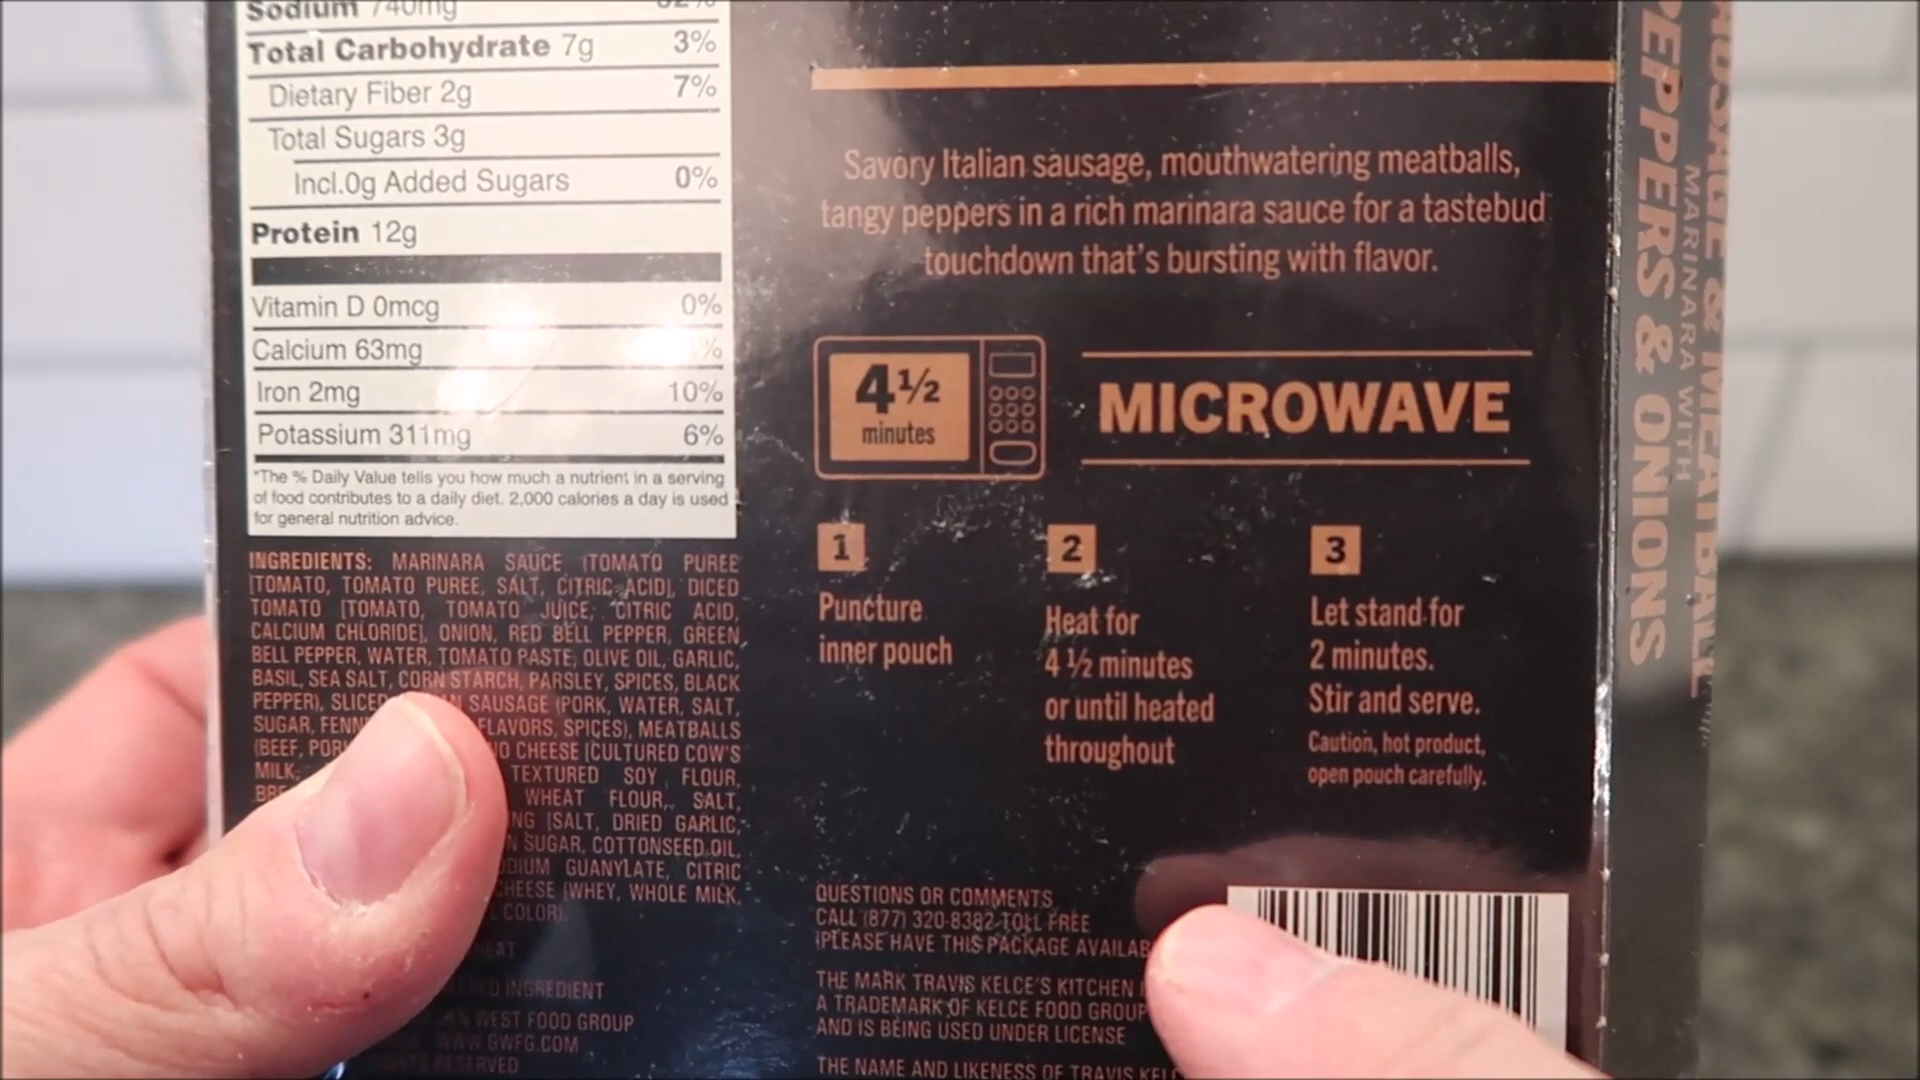 Sodium 740mg
Total Carbohydrate 7g 3%
Dietary Fiber 2g 7%
Total Sugars 3g
Incl.0g Added Sugars 0%
Protein 12g
Vitamin D 0mcg 0%
Calcium 63mg %
Iron 2mg 10%
Potassium 311mg 6%
*The % Daily Value tells you how much a nutrient in a serving
of food contributes to a daily diet. 2,000 calories a day is used
for general nutrition advice.
INGREDIENTS: MARINARA SAUCE (TOMATO PUREE
[TOMATO, TOMATO PUREE, SALT, CITRIC ACID], DICED
TOMATO [TOMATO, TOMATO JUICE, CITRIC ACID,
CALCIUM CHLORIDE], ONION, RED BELL PEPPER, GREEN
BELL PEPPER, WATER, TOMATO PASTE, OLIVE OIL, GARLIC,
BASIL, SEA SALT, CORN STARCH, PARSLEY, SPICES, BLACK
PEPPER), SLICED SAUSAGE (PORK, WATER, SALT,
SUGAR, FLAVORS, SPICES), MEATBALLS
(BEEF, CHEESE [CULTURED COW'S
MILK, TEXTURED SOY FLOUR,
WHEAT FLOUR, SALT,
[SALT, DRIED GARLIC,
SUGAR, COTTONSEED OIL,
GUANYLATE, CITRIC
CHEESE (WHEY, WHOLE MILK,
COLOR).
INGREDIENT
WEST FOOD GROUP
WWW.GWFG.COM
Savory Italian sausage, mouthwatering meatballs,
tangy peppers in a rich marinara sauce for a tastebud
touchdown that's bursting with flavor.
4½
minutes
MICROWAVE
1
Puncture
inner pouch
2
Heat for
4 ½ minutes
or until heated
throughout
3
Let stand for
2 minutes.
Stir and serve.
Caution, hot product,
open pouch carefully.
QUESTIONS OR COMMENTS
CALL (877) 320-8382 TOLL FREE
(PLEASE HAVE THIS PACKAGE
THE MARK TRAVIS KELCE'S KITCHEN
A TRADEMARK OF KELCE FOOD GROUP
AND IS BEING USED UNDER LICENSE
THE NAME AND LIKENESS OF TRAVIS
SAUSAGE & MEATBALL
MARINARA WITH
PEPPERS & ONIONS